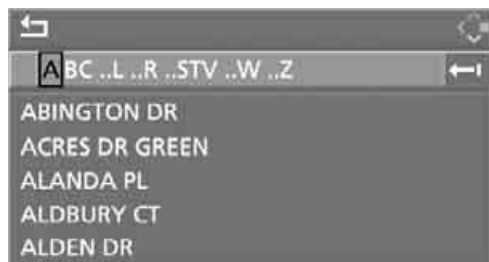 ABC ..L ..R ..STV ..W ..Z
ABINGTON DR
ACRES DR GREEN
ALANDA PL
ALDBURY CT
ALDEN DR